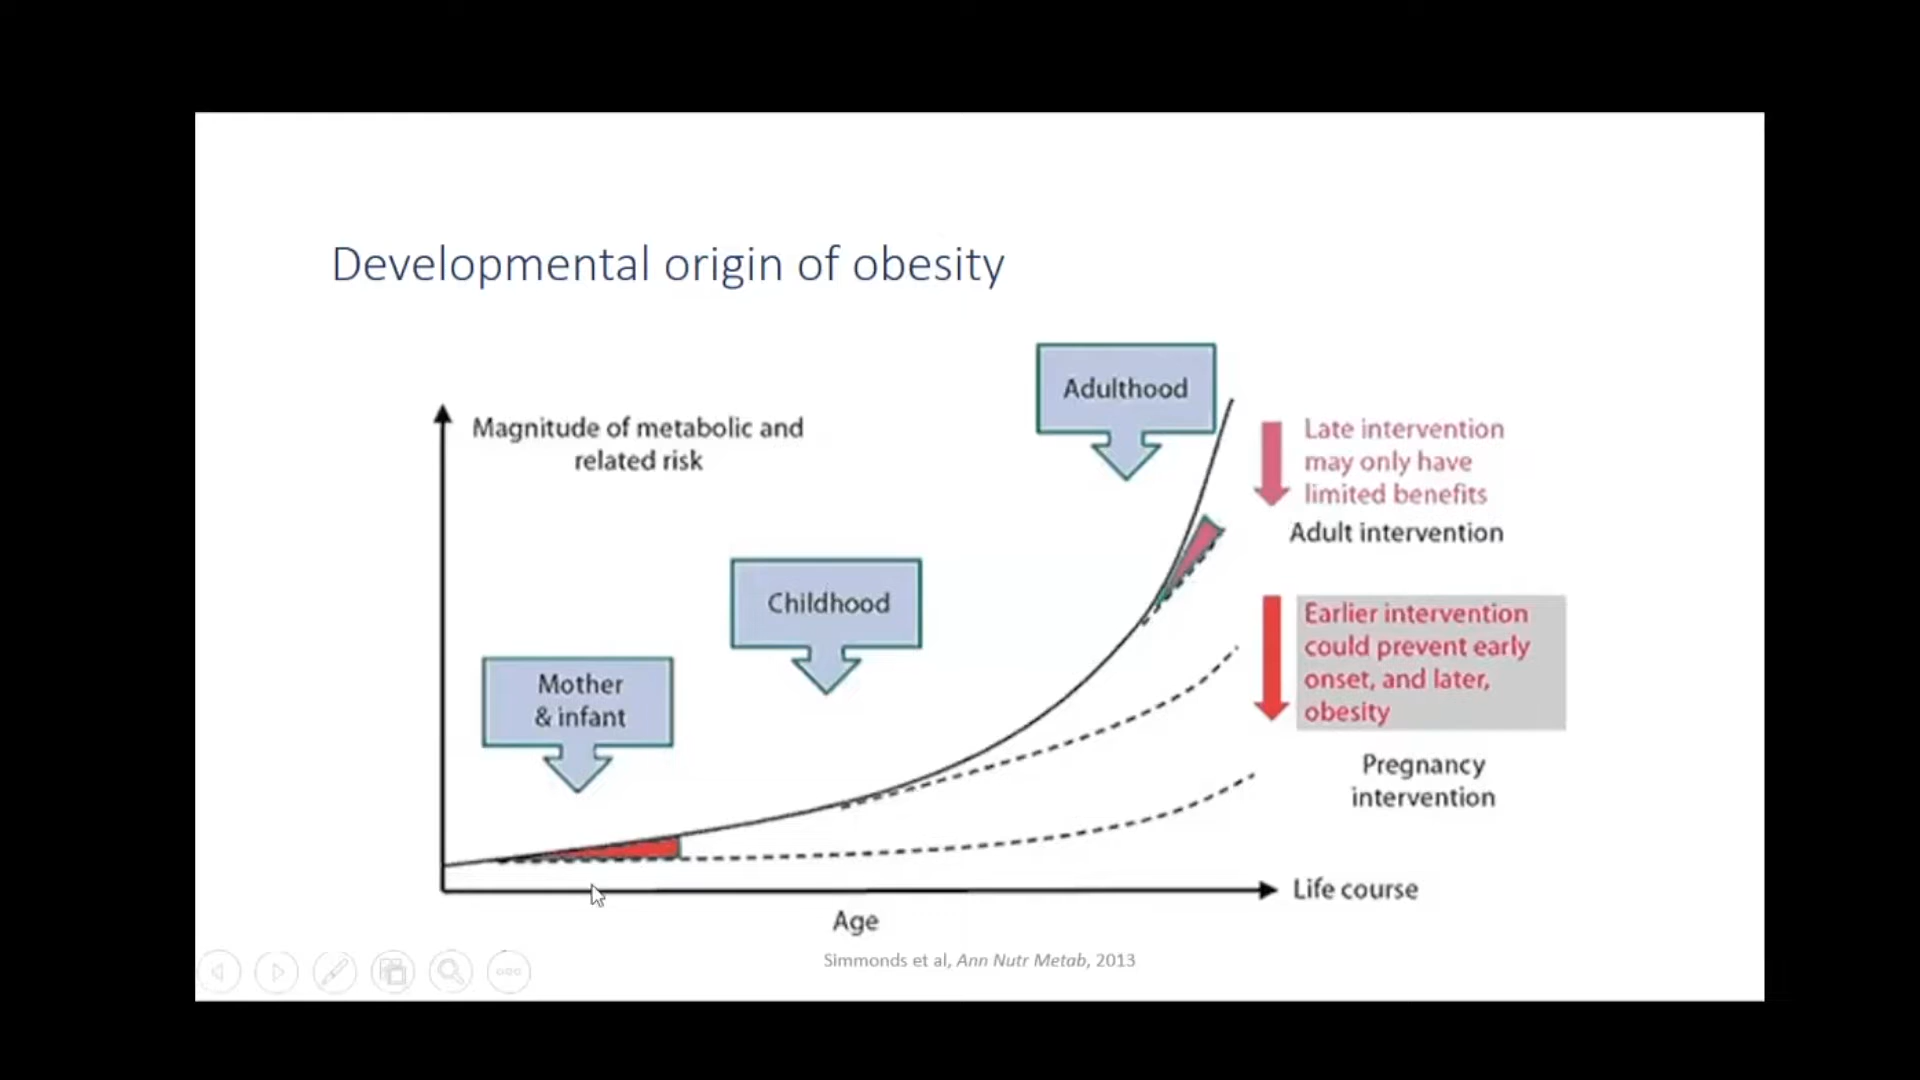 Developmental origin of obesity
Adulthood
Magnitude of metabolic and
related risk
Late intervention
may only have
limited benefits
Adult intervention
Childhood
Earlier intervention
could prevent early
onset, and later,
obesity
Mother
& infant
Pregnancy
intervention
Life course
Age
Simmonds et al, Ann Nutr Metab, 2013